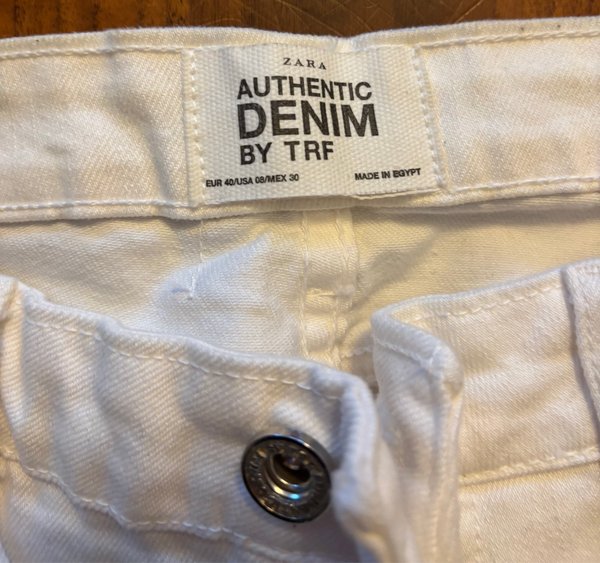 ZARA
AUTHENTIC
DENIM
BY TRF
EUR 40/USA 08/MEX 30 MADE IN EGYPT